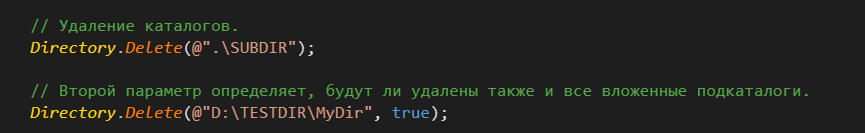 // Удаление каталогов.
Directory.Delete(@".\SUBDIR");
// Второй параметр определяет, будут ли удалены также и все вложенные подкаталоги.
Directory.Delete(@"D:\TESTDIR\MyDir", true);